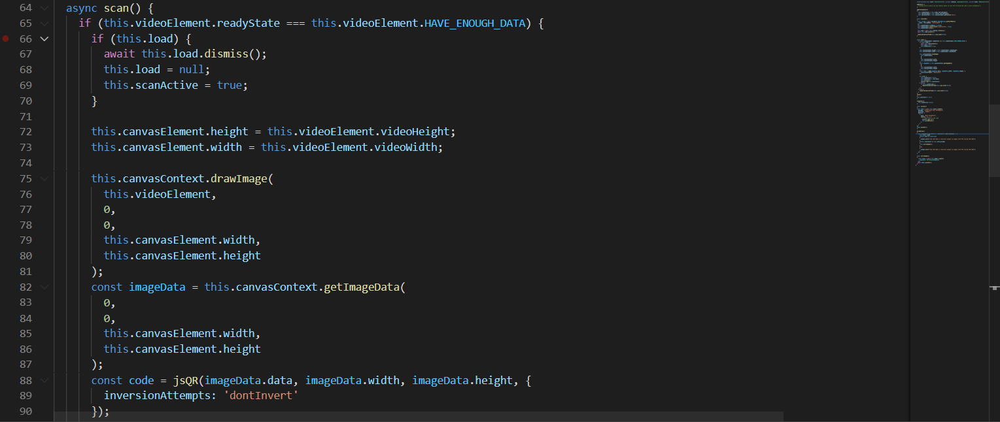 64 async scan() {
65 if (this.videoElement.readyState === this.videoElement.HAVE_ENOUGH_DATA) {
66 if (this.load) {
67 await this.load.dismiss();
68 this.load = null;
69 this.scanActive = true;
70 }
71
72 this.canvasElement.height = this.videoElement.videoHeight;
73 this.canvasElement.width = this.videoElement.videoWidth;
74
75 this.canvasContext.drawImage(
76 this.videoElement,
77 0,
78 0,
79 this.canvasElement.width,
80 this.canvasElement.height
81 );
82 const imageData = this.canvasContext.getImageData(
83 0,
84 0,
85 this.canvasElement.width,
86 this.canvasElement.height
87 );
88 const code = jsQR(imageData.data, imageData.width, imageData.height, {
89 inversionAttempts: 'dontInvert'
90 });